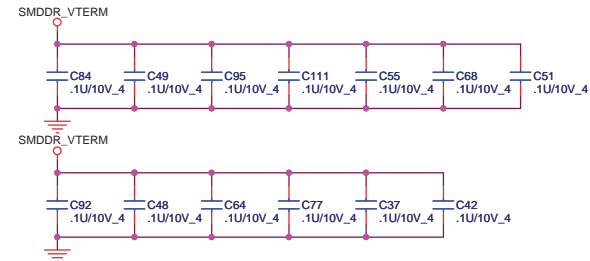 SMDDR_VTERM
C84 C49 C95 C111 C55 C68 C51
.1U/10V_4 .1U/10V_4 .1U/10V_4 .1U/10V_4 .1U/10V_4 .1U/10V_4 .1U/10V_4
SMDDR_VTERM
C92 C48 C64 C77 C37 C42
.1U/10V_4 .1U/10V_4 .1U/10V_4 .1U/10V_4 .1U/10V_4 .1U/10V_4